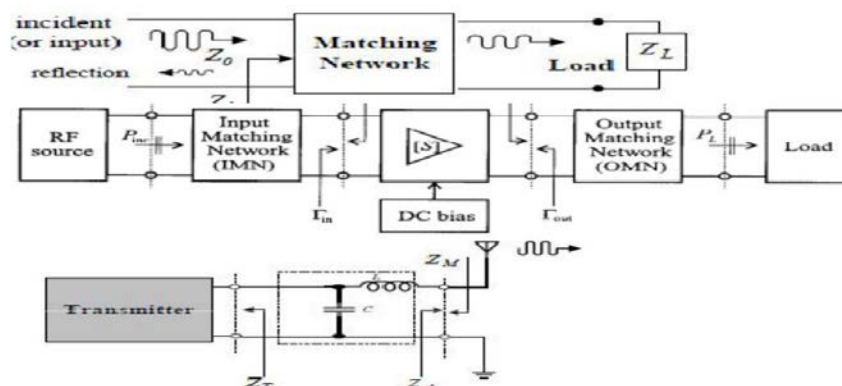 incident
(or input)
Z0
reflection
Matching
Network
Load
ZL
RF
source
Pinc
Input
Matching
Network
(IMN)
Γin
[S]
DC bias
Γout
Output
Matching
Network
(OMN)
PL
Load
Transmitter
L
C
ZM